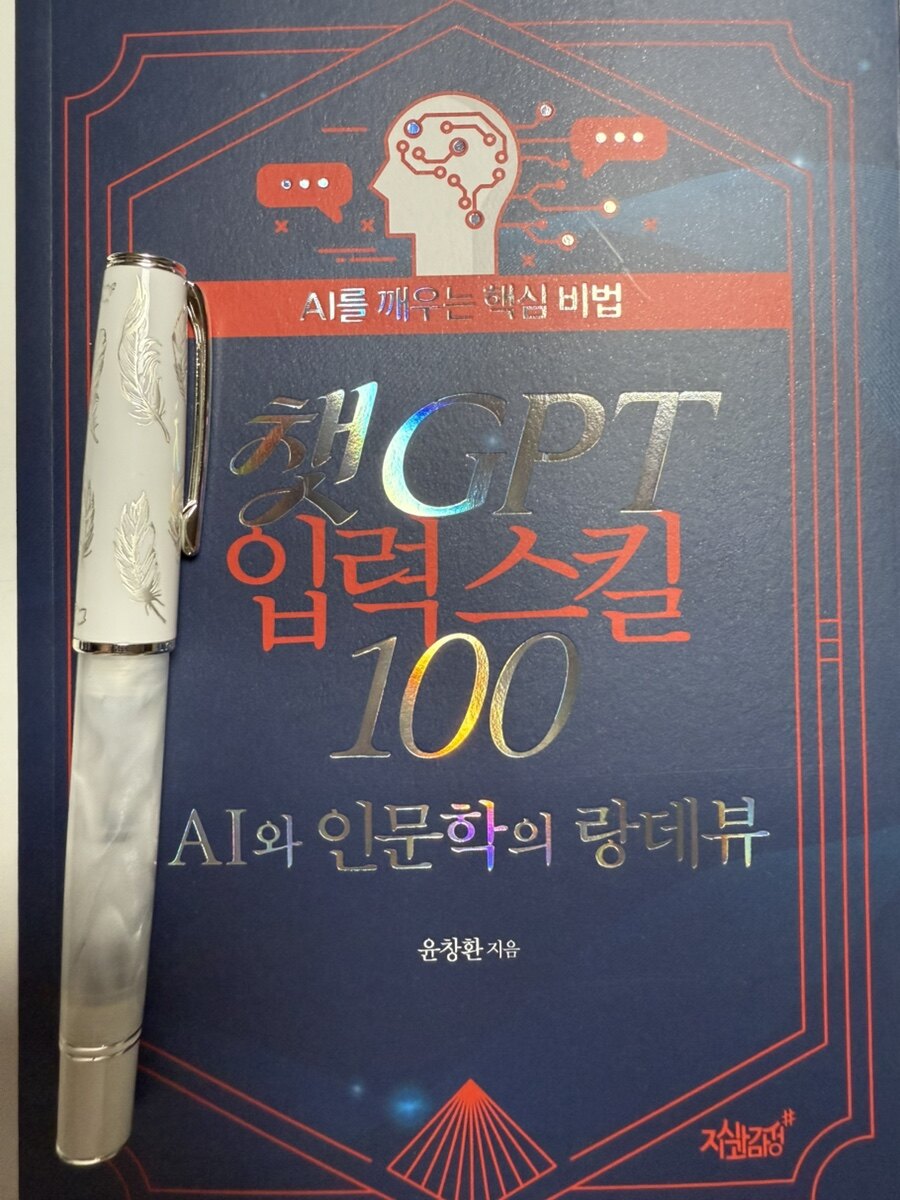 AI를 깨우는 핵심 비법
챗GPT
입력 스킬
100
AI와 인문학의 랑데뷰
윤창환 지음
지식과감정#